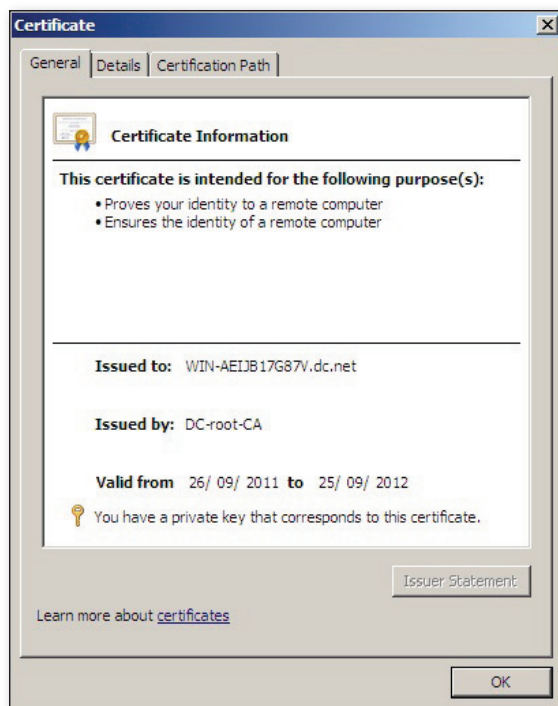 Certificate
General Details Certification Path
Certificate Information
This certificate is intended for the following purpose(s):
• Proves your identity to a remote computer
• Ensures the identity of a remote computer
Issued to: WIN-AEIJB17G87V.dc.net
Issued by: DC-root-CA
Valid from 26/ 09/ 2011 to 25/ 09/ 2012
You have a private key that corresponds to this certificate.
Issuer Statement
Learn more about certificates
OK